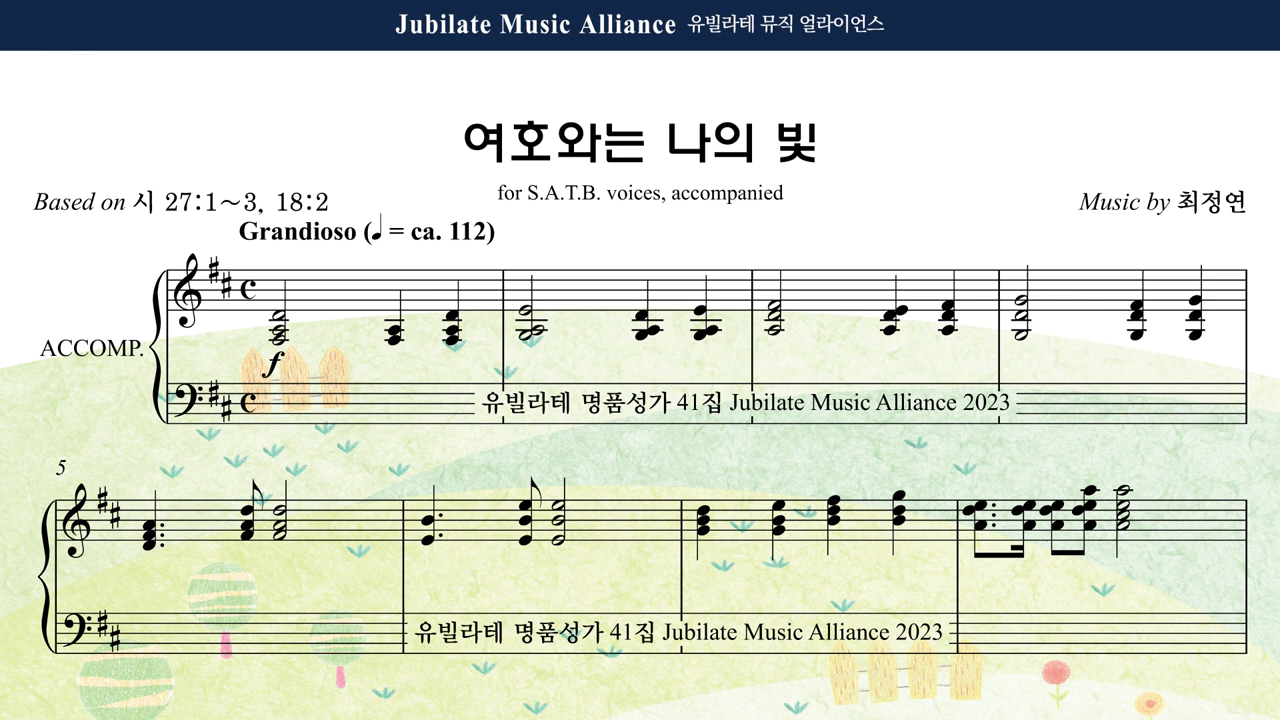 Jubilate Music Alliance 유빌라테 뮤직 얼라이언스
여호와는 나의 빛
for S.A.T.B. voices, accompanied
Based on 시 27:1～3, 18:2
Music by 최정연
Grandioso (♩ = ca. 112)
ACCOMP.
f
유빌라테 명품성가 41집 Jubilate Music Alliance 2023
5
유빌라테 명품성가 41집 Jubilate Music Alliance 2023